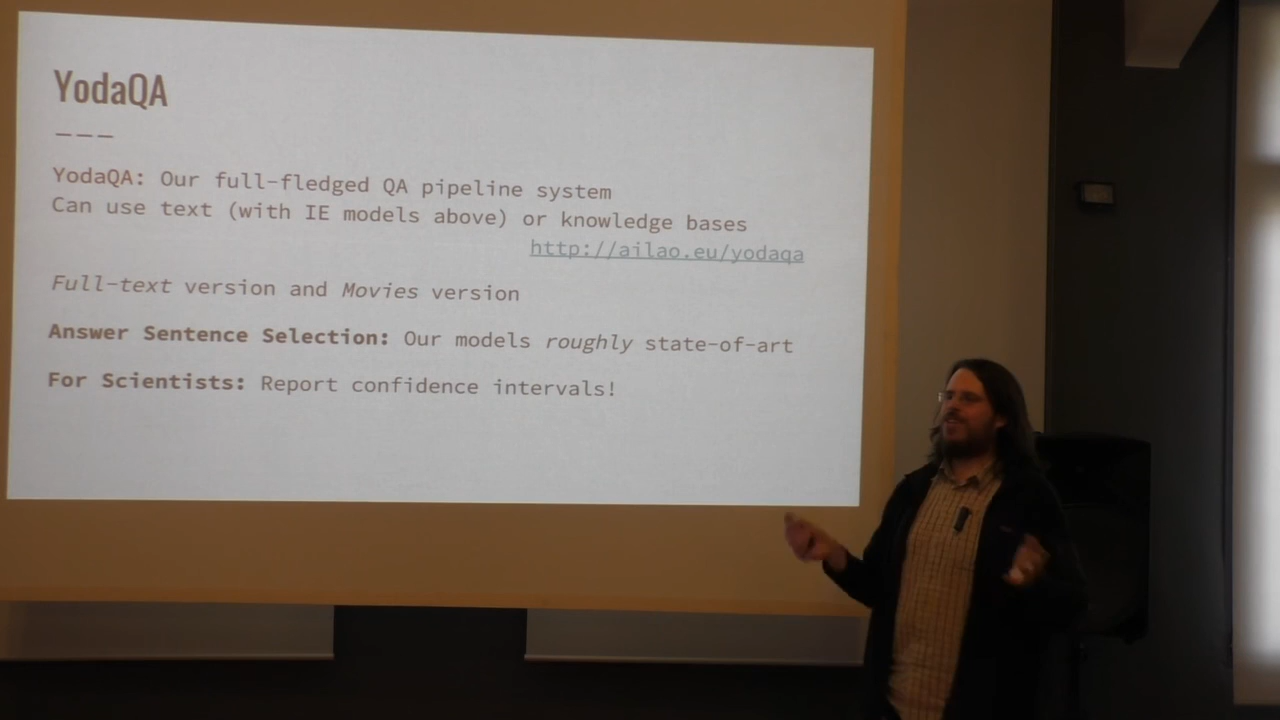 YodaQA
———
YodaQA: Our full-fledged QA pipeline system
Can use text (with IE models above) or knowledge bases
http://ailao.eu/yodaqa
Full-text version and Movies version
Answer Sentence Selection: Our models roughly state-of-art
For Scientists: Report confidence intervals!